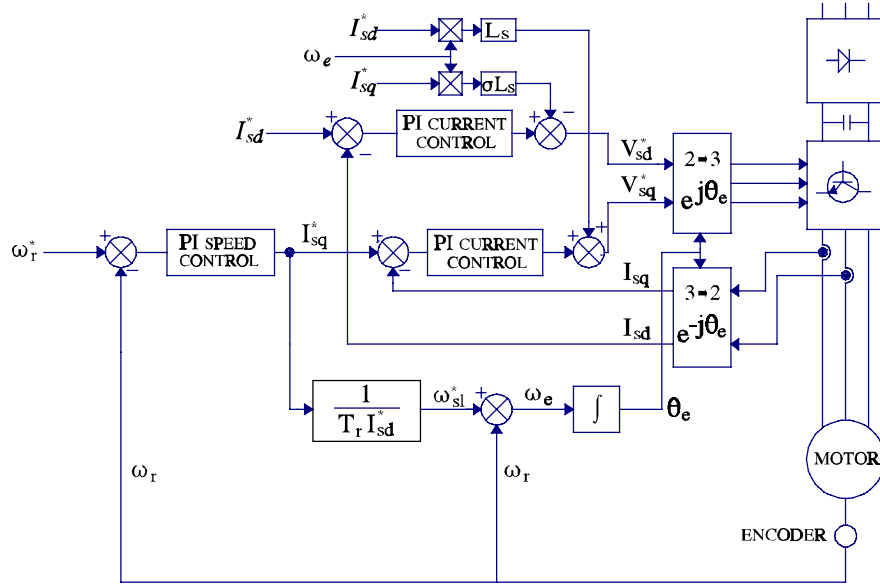 I*sd
Ls
ωe
I*sq
σLs
I*sd
+
−
PI CURRENT
CONTROL
+
−
V*sd
2→3
e jθe
V*sq
ω*r
+
−
PI SPEED
CONTROL
I*sq
+
−
PI CURRENT
CONTROL
+
+
Isq
3→2
e -jθe
Isd
1
Tr I*sd
ω*sl
+
ωe
∫
θe
MOTOR
ωr
ωr
ENCODER